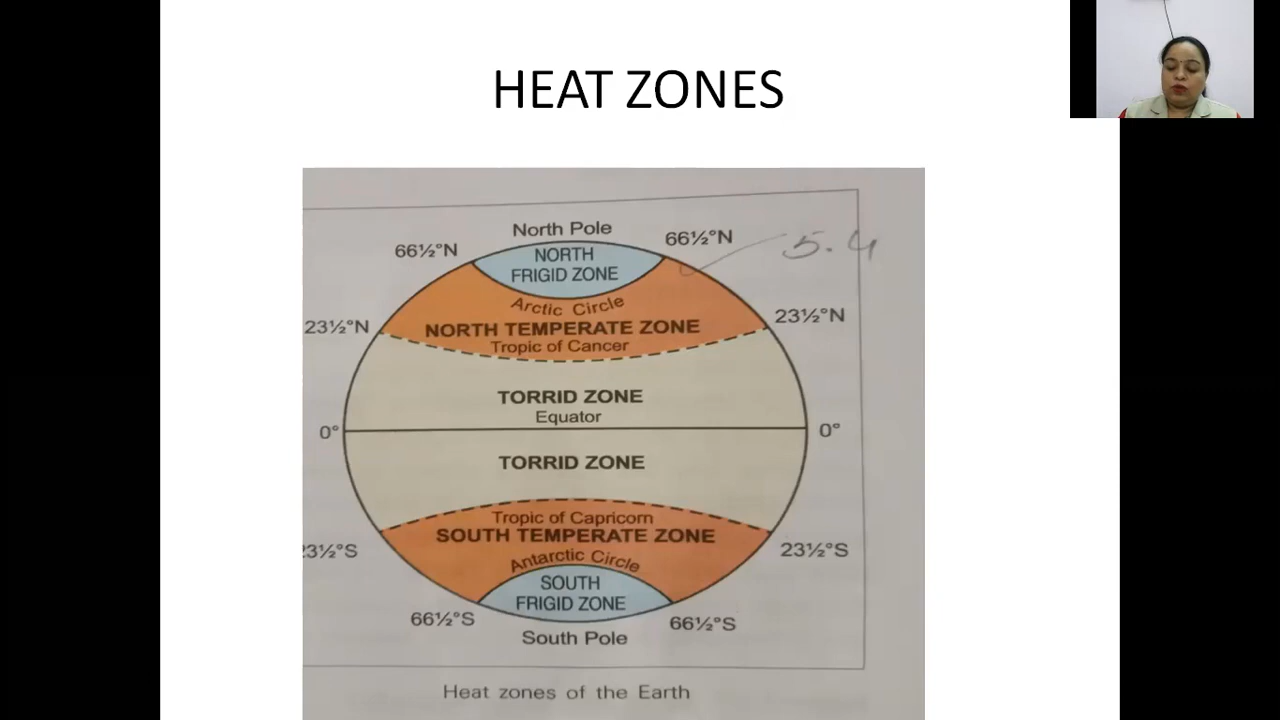 HEAT ZONES
North Pole
66½°N
66½°N
5.4
NORTH
FRIGID ZONE
Arctic Circle
23½°N
23½°N
NORTH TEMPERATE ZONE
Tropic of Cancer
TORRID ZONE
Equator
0°
0°
TORRID ZONE
Tropic of Capricorn
SOUTH TEMPERATE ZONE
23½°S
23½°S
Antarctic Circle
SOUTH
FRIGID ZONE
66½°S
66½°S
South Pole
Heat zones of the Earth